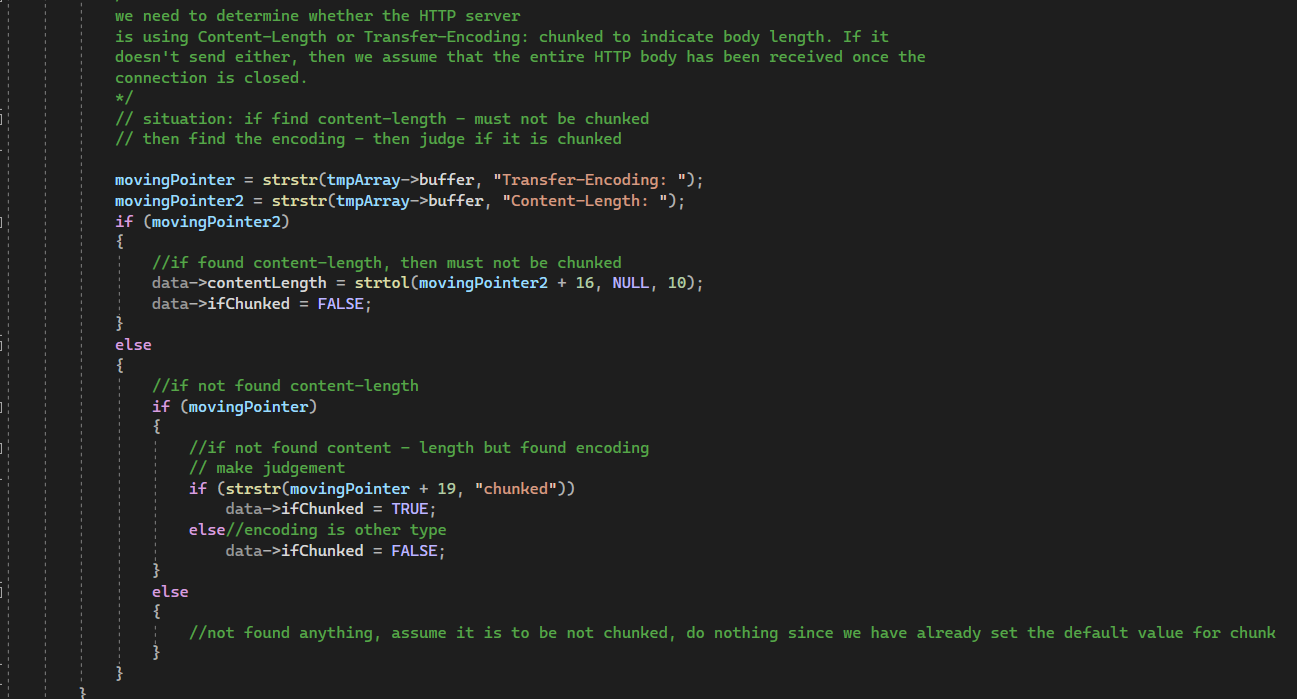 we need to determine whether the HTTP server
is using Content-Length or Transfer-Encoding: chunked to indicate body length. If it
doesn't send either, then we assume that the entire HTTP body has been received once the
connection is closed.
*/
// situation: if find content-length - must not be chunked
// then find the encoding - then judge if it is chunked
movingPointer = strstr(tmpArray->buffer, "Transfer-Encoding: ");
movingPointer2 = strstr(tmpArray->buffer, "Content-Length: ");
if (movingPointer2)
{
//if found content-length, then must not be chunked
data->contentLength = strtol(movingPointer2 + 16, NULL, 10);
data->ifChunked = FALSE;
}
else
{
//if not found content-length
if (movingPointer)
{
//if not found content - length but found encoding
// make judgement
if (strstr(movingPointer + 19, "chunked"))
data->ifChunked = TRUE;
else//encoding is other type
data->ifChunked = FALSE;
}
else
{
//not found anything, assume it is to be not chunked, do nothing since we have already set the default value for chunk
}
}
}